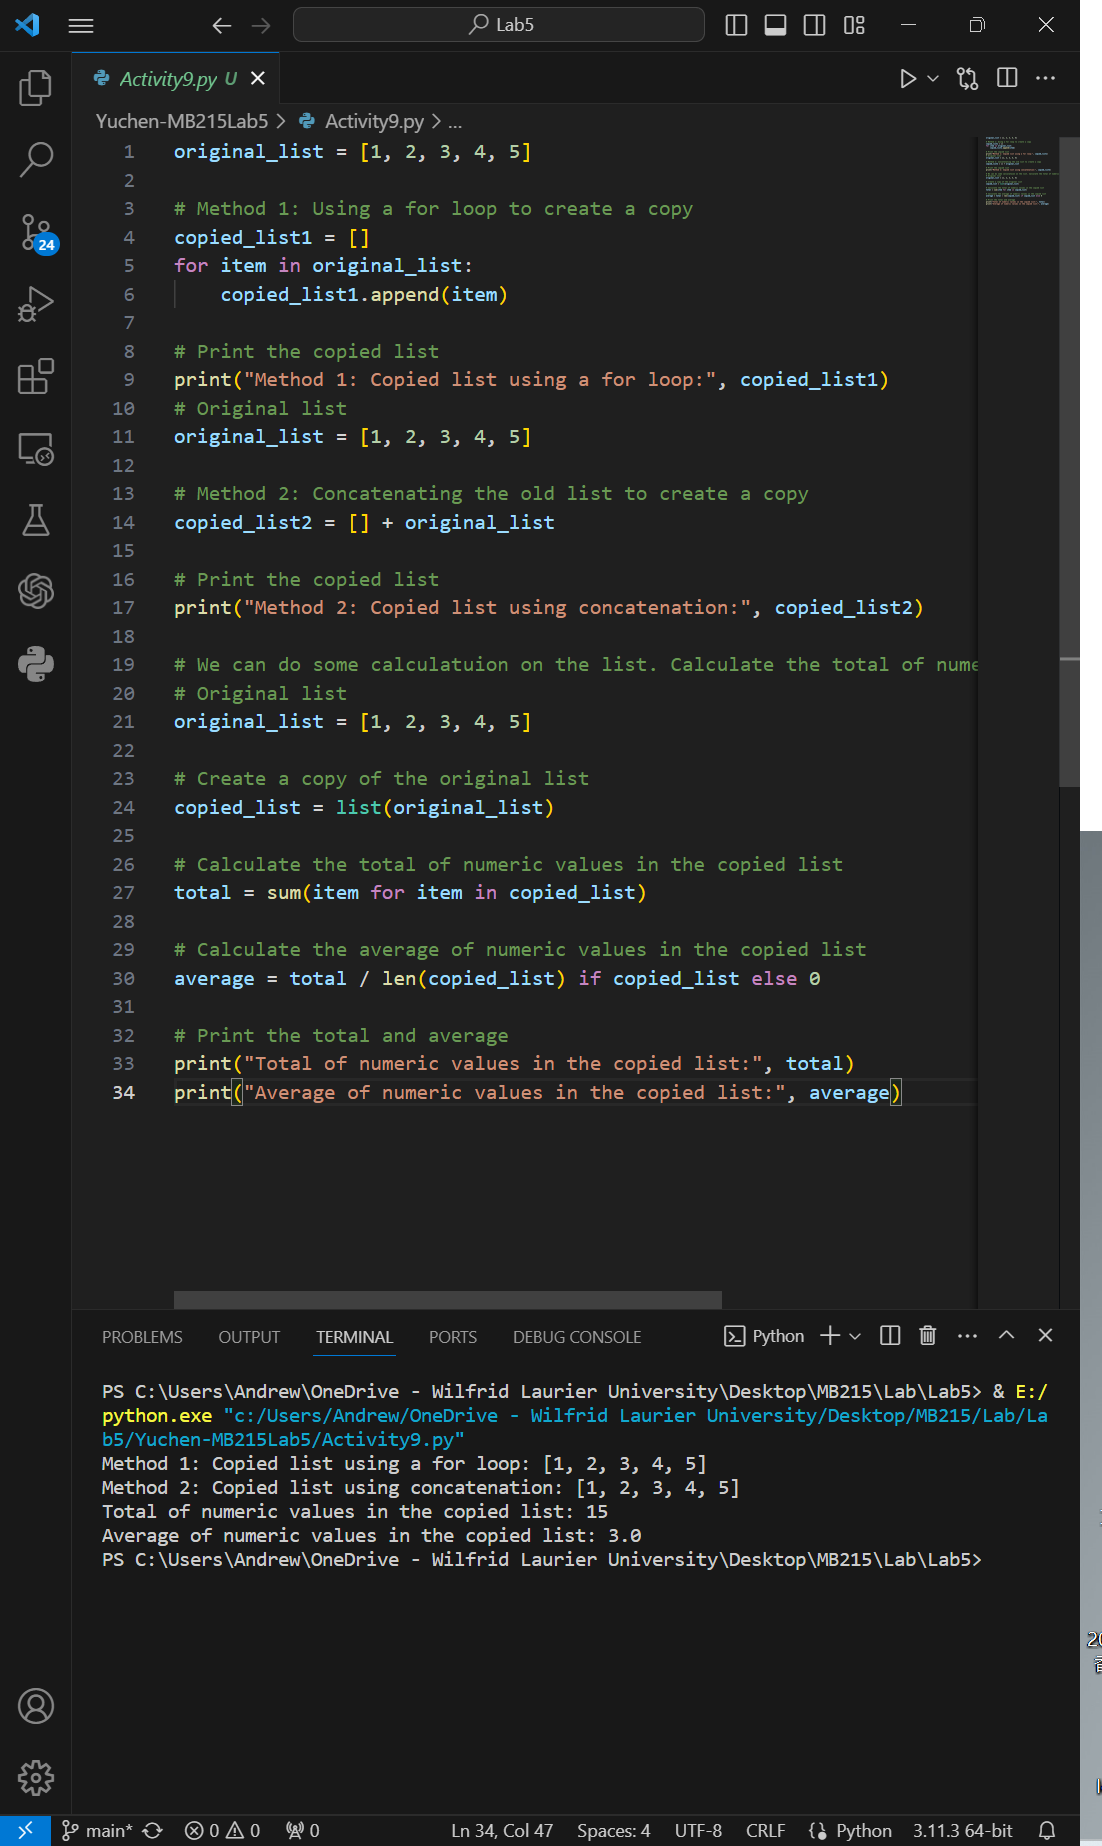 Lab5
Activity9.py U
Yuchen-MB215Lab5 > Activity9.py > ...
1 original_list = [1, 2, 3, 4, 5]
2
3 # Method 1: Using a for loop to create a copy
4 copied_list1 = []
5 for item in original_list:
6     copied_list1.append(item)
7
8 # Print the copied list
9 print("Method 1: Copied list using a for loop:", copied_list1)
10 # Original list
11 original_list = [1, 2, 3, 4, 5]
12
13 # Method 2: Concatenating the old list to create a copy
14 copied_list2 = [] + original_list
15
16 # Print the copied list
17 print("Method 2: Copied list using concatenation:", copied_list2)
18
19 # We can do some calculatuion on the list. Calculate the total of nume
20 # Original list
21 original_list = [1, 2, 3, 4, 5]
22
23 # Create a copy of the original list
24 copied_list = list(original_list)
25
26 # Calculate the total of numeric values in the copied list
27 total = sum(item for item in copied_list)
28
29 # Calculate the average of numeric values in the copied list
30 average = total / len(copied_list) if copied_list else 0
31
32 # Print the total and average
33 print("Total of numeric values in the copied list:", total)
34 print("Average of numeric values in the copied list:", average)
24
PROBLEMS OUTPUT TERMINAL PORTS DEBUG CONSOLE Python
PS C:\Users\Andrew\OneDrive - Wilfrid Laurier University\Desktop\MB215\Lab\Lab5> & E:/
python.exe "c:/Users/Andrew/OneDrive - Wilfrid Laurier University/Desktop/MB215/Lab/La
b5/Yuchen-MB215Lab5/Activity9.py"
Method 1: Copied list using a for loop: [1, 2, 3, 4, 5]
Method 2: Copied list using concatenation: [1, 2, 3, 4, 5]
Total of numeric values in the copied list: 15
Average of numeric values in the copied list: 3.0
PS C:\Users\Andrew\OneDrive - Wilfrid Laurier University\Desktop\MB215\Lab\Lab5>
main* 0 0 0 Ln 34, Col 47 Spaces: 4 UTF-8 CRLF Python 3.11.3 64-bit